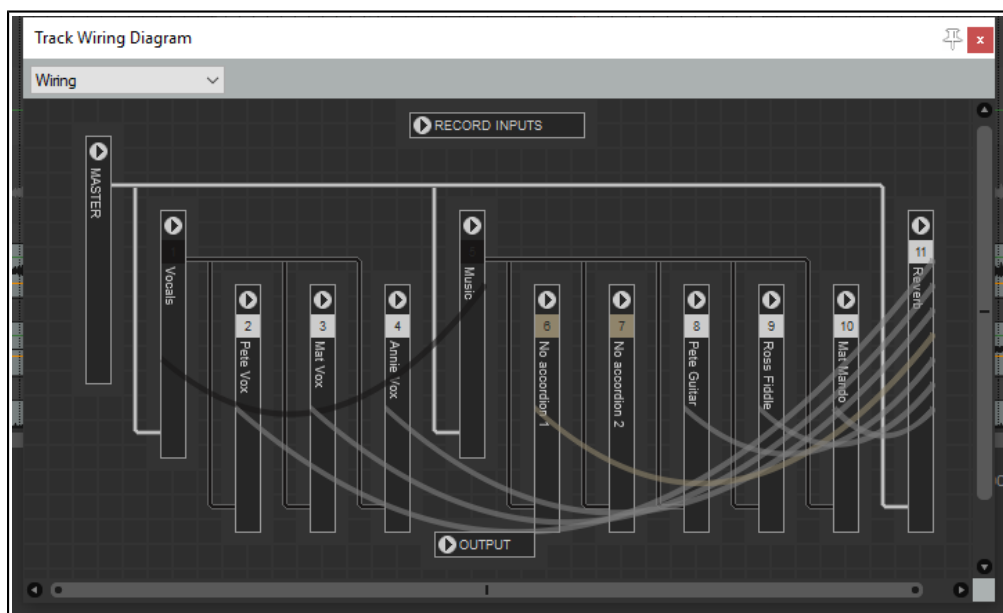 Track Wiring Diagram
x
Wiring
RECORD INPUTS
MASTER
1
Vocals
5
Music
11
Reverb
2
Pete Vox
3
Mat Vox
4
Annie Vox
6
No accordion 1
7
No accordion 2
8
Pete Guitar
9
Ross Fiddle
10
Mat Mando
OUTPUT